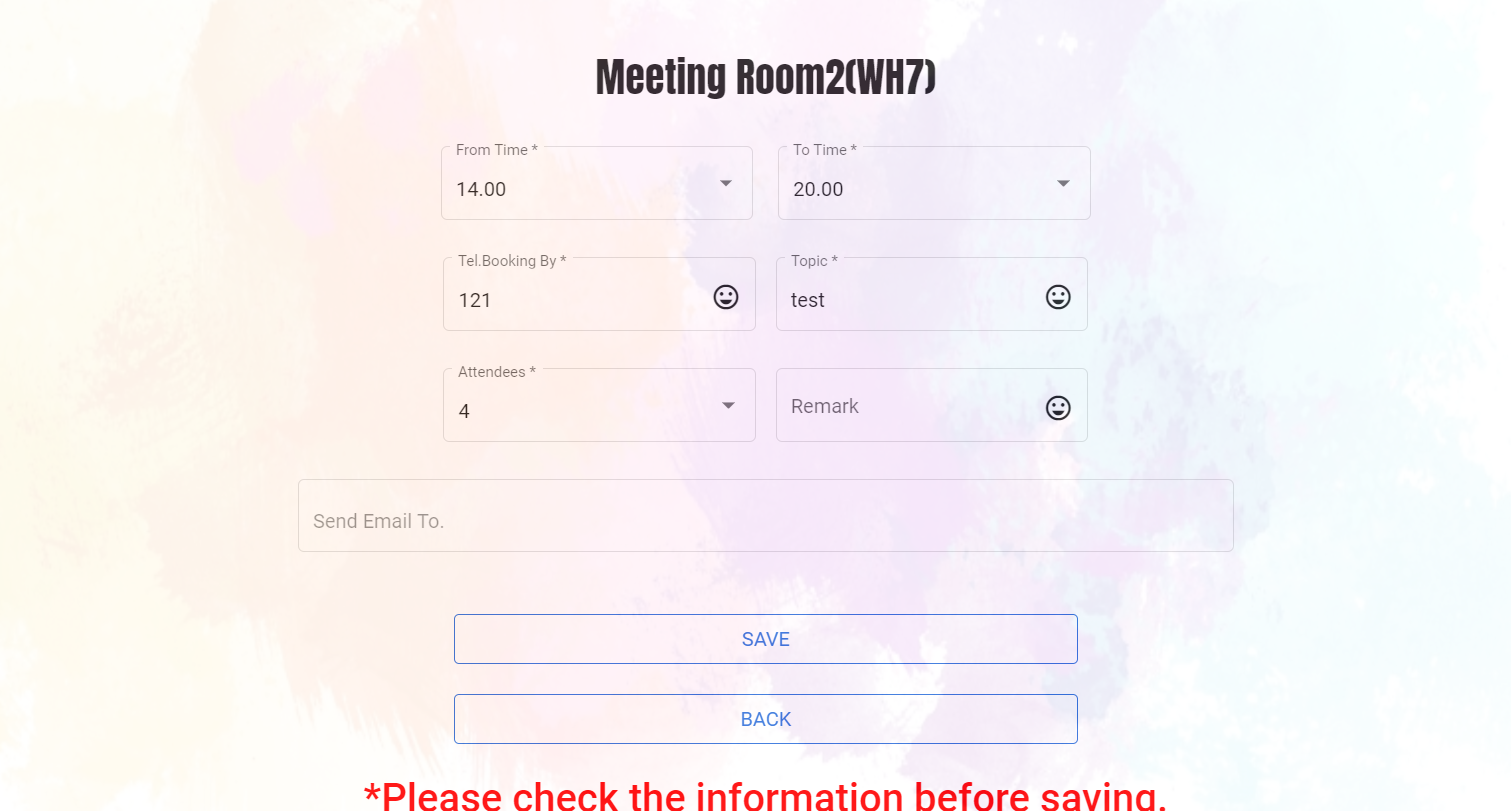 Meeting Room2(WH7)
From Time *
To Time *
14.00
20.00
Tel.Booking By *
Topic *
121
test
Attendees *
4
Remark
Send Email To.
SAVE
BACK
*Please check the information before saving.